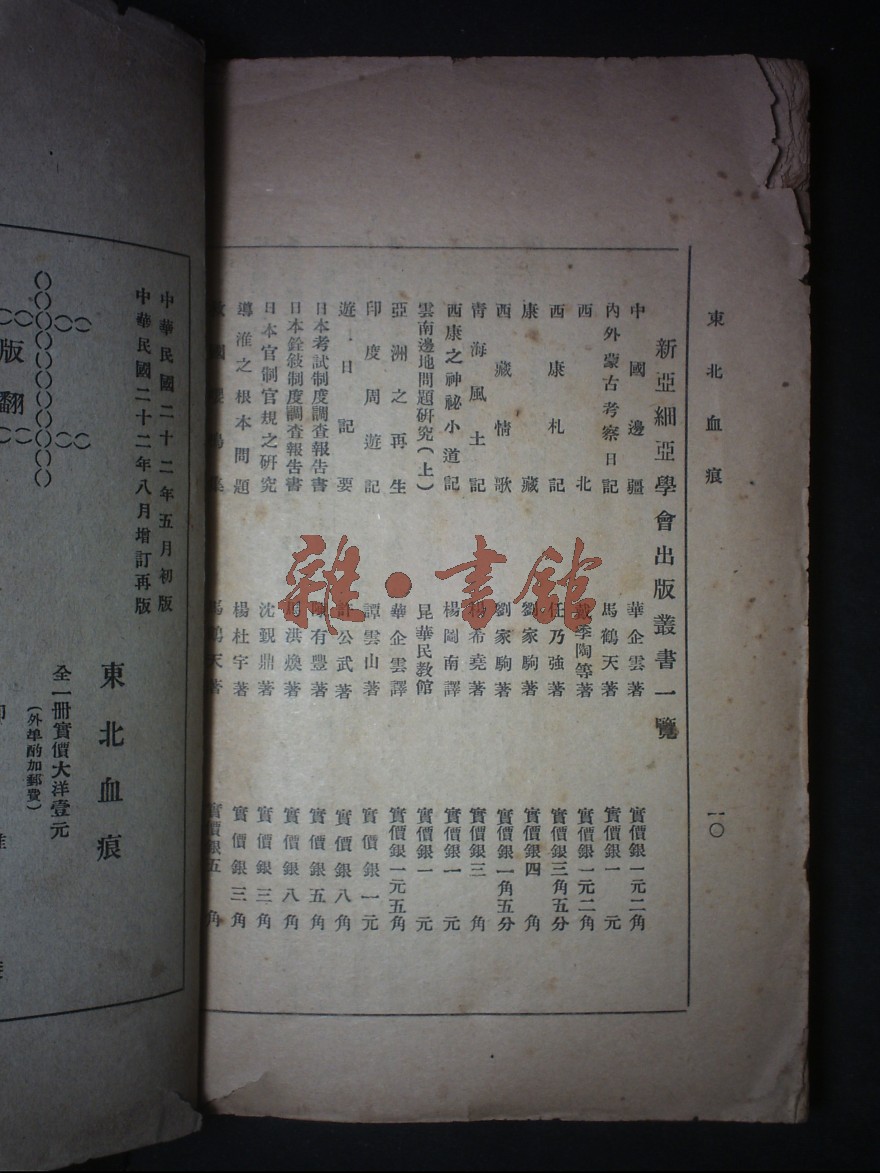 東北血痕
一〇
新亞細亞學會出版叢書一覽
中國邊疆 華企雲著 實價銀一元二角
內外蒙古考察日記 馬鶴天著 實價銀一元
西北 戴季陶等著 實價銀一元二角
西康札記 任乃強著 實價銀三角五分
康藏 劉家駒著 實價銀四角
西藏情歌 劉家駒著 實價銀一角五分
青海風土記 楊希堯著 實價銀三角
西康之神祕小道記 楊圖南譯 實價銀一元
雲南邊地問題研究(上) 昆華民教館 實價銀一元
亞洲之再生 華企雲譯 實價銀一元五角
印度周遊記 譚雲山著 實價銀一元
遊日記要 許公武著 實價銀八角
日本考試制度調查報告書 陳有豐著 實價銀五角
日本銓敍制度調查報告書 周洪煥著 實價銀八角
日本官制官規之研究 沈覲鼎著 實價銀三角
導淮之根本問題 楊杜宇著 實價銀三角
國 馬鶴天著 實價銀五角
雜·書館
中華民國二十二年五月初版
中華民國二十二年八月增訂再版
東北血痕
全一冊實價大洋壹元
(外埠酌加郵費)
版翻